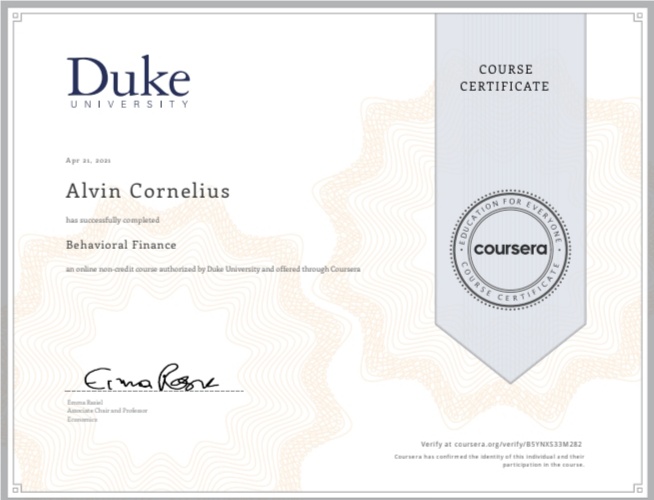 Duke
UNIVERSITY
COURSE
CERTIFICATE
Apr 21, 2021
Alvin Cornelius
has successfully completed
Behavioral Finance
an online non-credit course authorized by Duke University and offered through Coursera
EDUCATION FOR EVERYONE
coursera
COURSE CERTIFICATE
Emma Rasiel
Associate Chair and Professor
Economics
Verify at coursera.org/verify/BSYNXS33M282
Coursera has confirmed the identity of this individual and their
participation in the course.